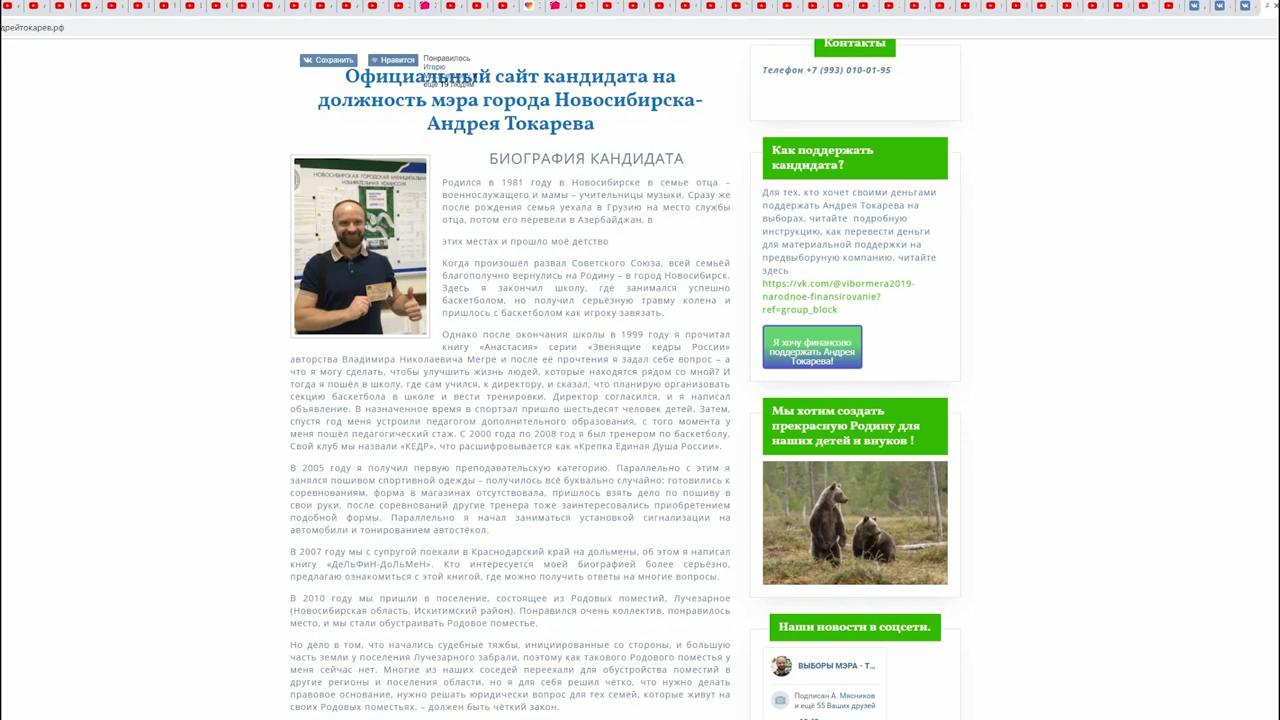 дрейтокарев.рф
Сохранить
Нравится
Понравилось
Игорю
ещё 19 людям
Официальный сайт кандидата на
должность мэра города Новосибирска-
Андрея Токарева
БИОГРАФИЯ КАНДИДАТА
НОВОСИБИРСКАЯ ГОРОДСКАЯ МУНИЦИПАЛЬ
ИЗБИРАТЕЛЬНАЯ КОМИССИЯ
Родился в 1981 году в Новосибирске в семье отца –
военнослужащего и мамы – учительницы музыки. Сразу же
после рождения семья уехала в Грузию на место службы
отца, потом его перевели в Азербайджан, в
этих местах и прошло моё детство
Когда произошёл развал Советского Союза, всей семьёй
благополучно вернулись на Родину – в город Новосибирск.
Здесь я закончил школу, где занимался успешно
баскетболом, но получил серьёзную травму колена и
пришлось с баскетболом как игроку завязать.
Однако после окончания школы в 1999 году я прочитал
книгу «Анастасия» серии «Звенящие кедры России»
авторства Владимира Николаевича Мегре и после её прочтения я задал себе вопрос – а
что я могу сделать, чтобы улучшить жизнь людей, которые находятся рядом со мной? И
тогда я пошёл в школу, где сам учился, к директору, и сказал, что планирую организовать
секцию баскетбола в школе и вести тренировки. Директор согласился, и я написал
объявление. В назначенное время в спортзал пришло шестьдесят человек детей. Затем,
спустя год меня устроили педагогом дополнительного образования, с того момента у
меня пошёл педагогический стаж. С 2000 года по 2008 год я был тренером по баскетболу.
Свой клуб мы назвали «КЕДР», что расшифровывается как «Крепка Единая Душа России».
В 2005 году я получил первую преподавательскую категорию. Параллельно с этим я
занялся пошивом спортивной одежды – получилось всё буквально случайно: готовились к
соревнованиям, форма в магазинах отсутствовала, пришлось взять дело по пошиву в
свои руки, после соревнований другие тренера тоже заинтересовались приобретением
подобной формы. Параллельно я начал заниматься установкой сигнализации на
автомобили и тонированием автостёкол.
В 2007 году мы с супругой поехали в Краснодарский край на дольмены, об этом я написал
книгу «ДеЛьФиН-ДоЛьМеН». Кто интересуется моей биографией более серьёзно,
предлагаю ознакомиться с этой книгой, где можно получить ответы на многие вопросы.
В 2010 году мы пришли в поселение, состоящее из Родовых поместий, Лучезарное
(Новосибирская область, Искитимский район). Понравился очень коллектив, понравилось
место, и мы стали обустраивать Родовое поместье.
Но дело в том, что начались судебные тяжбы, инициированные со стороны, и большую
часть земли у поселения Лучезарного забрали, поэтому как такового Родового поместья у
меня сейчас нет. Многие из наших соседей переехали для обустройства поместий в
другие регионы и поселения области, но я для себя решил чётко, что нужно делать
правовое основание, нужно решать юридически вопрос для тех семей, которые живут на
своих Родовых поместьях, – должен быть чёткий закон.
Контакты
Телефон +7 (993) 010-01-95
Как поддержать
кандидата?
Для тех, кто хочет своими деньгами
поддержать Андрея Токарева на
выборах, читайте подробную
инструкцию, как перевести деньги
для материальной поддержки на
предвыборную компанию, читайте
здесь
https://vk.com/@vibormera2019-
narodnoe-finansirovanie?
ref=group_block
Я хочу финансово
поддержать Андрея
Токарева!
Мы хотим создать
прекрасную Родину для
наших детей и внуков !
Наши новости в соцсети.
ВЫБОРЫ МЭРА - Т...
Подписан А. Мясников
и ещё 55 Ваших друзей